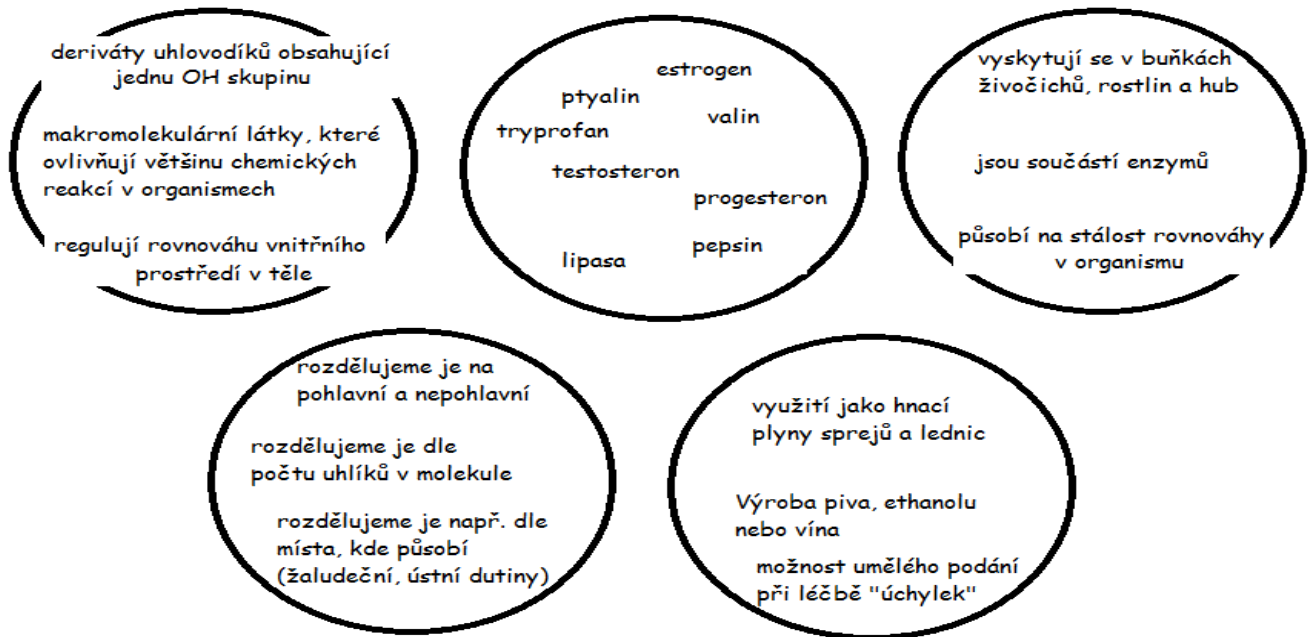 deriváty uhlovodíků obsahující
jednu OH skupinu
makromolekulární látky, které
ovlivňují většinu chemických
reakcí v organismech
regulují rovnováhu vnitřního
prostředí v těle
estrogen
ptyalin
valin
tryprofan
testosteron
progesteron
pepsin
lipasa
vyskytují se v buňkách
živočichů, rostlin a hub
jsou součástí enzymů
působí na stálost rovnováhy
v organismu
rozdělujeme je na
pohlavní a nepohlavní
rozdělujeme je dle
počtu uhlíků v molekule
rozdělujeme je např. dle
místa, kde působí
(žaludeční, ústní dutiny)
využití jako hnací
plyny sprejů a lednic
Výroba piva, ethanolu
nebo vína
možnost umělého podání
při léčbě "úchylek"